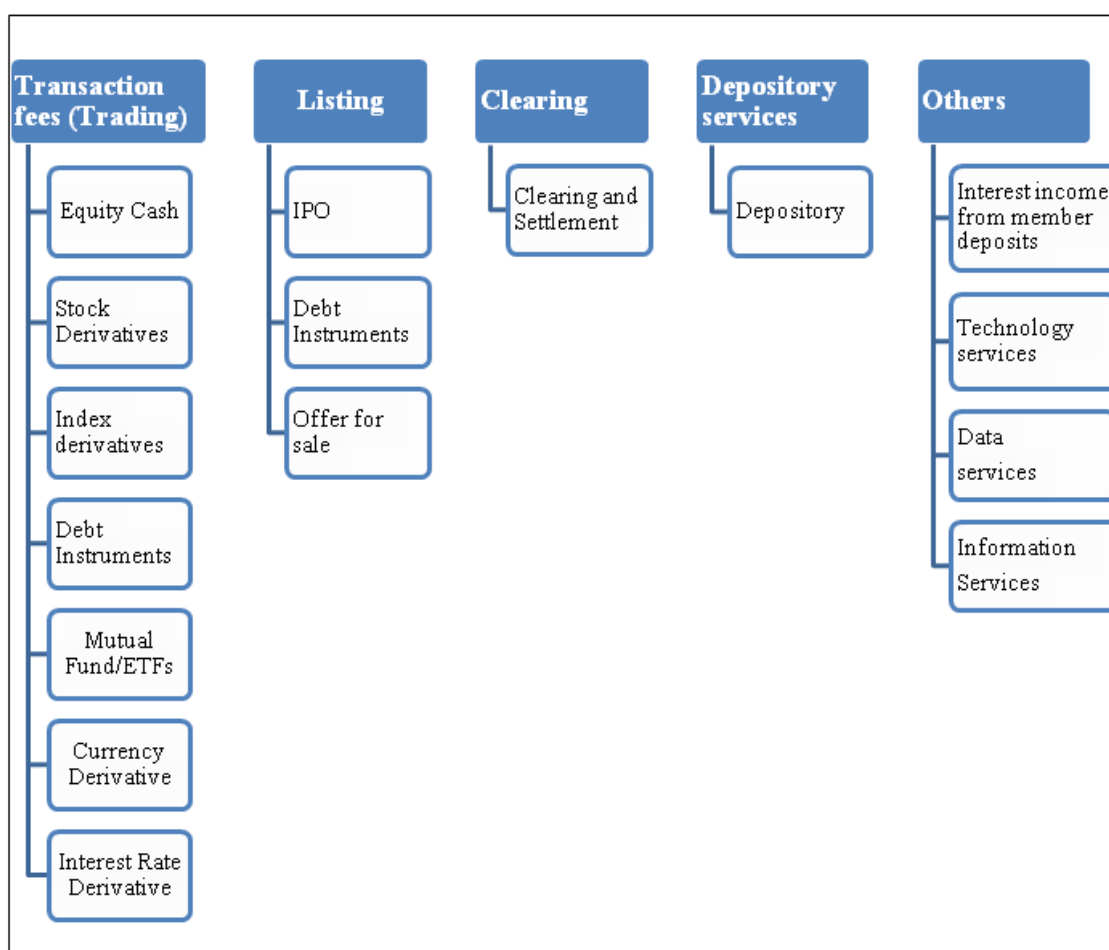 Transaction
fees (Trading)
Equity Cash
Stock
Derivatives
Index
derivatives
Debt
Instruments
Mutual
Fund/ETFs
Currency
Derivative
Interest Rate
Derivative
Listing
IPO
Debt
Instruments
Offer for
sale
Clearing
Clearing and
Settlement
Depository
services
Depository
Others
Interest income
from member
deposits
Technology
services
Data
services
Information
Services